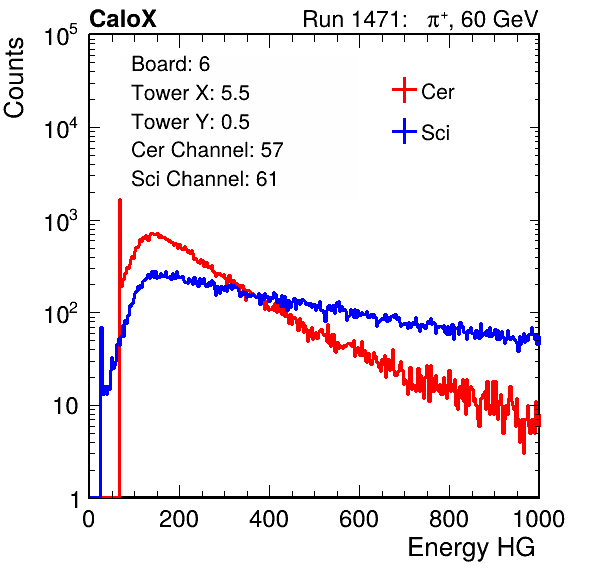 CaloX Run 1471: π⁺, 60 GeV
Counts
10⁵
10⁴
10³
10²
10
1
Board: 6
Tower X: 5.5
Tower Y: 0.5
Cer Channel: 57
Sci Channel: 61
Cer
Sci
0 200 400 600 800 1000
Energy HG